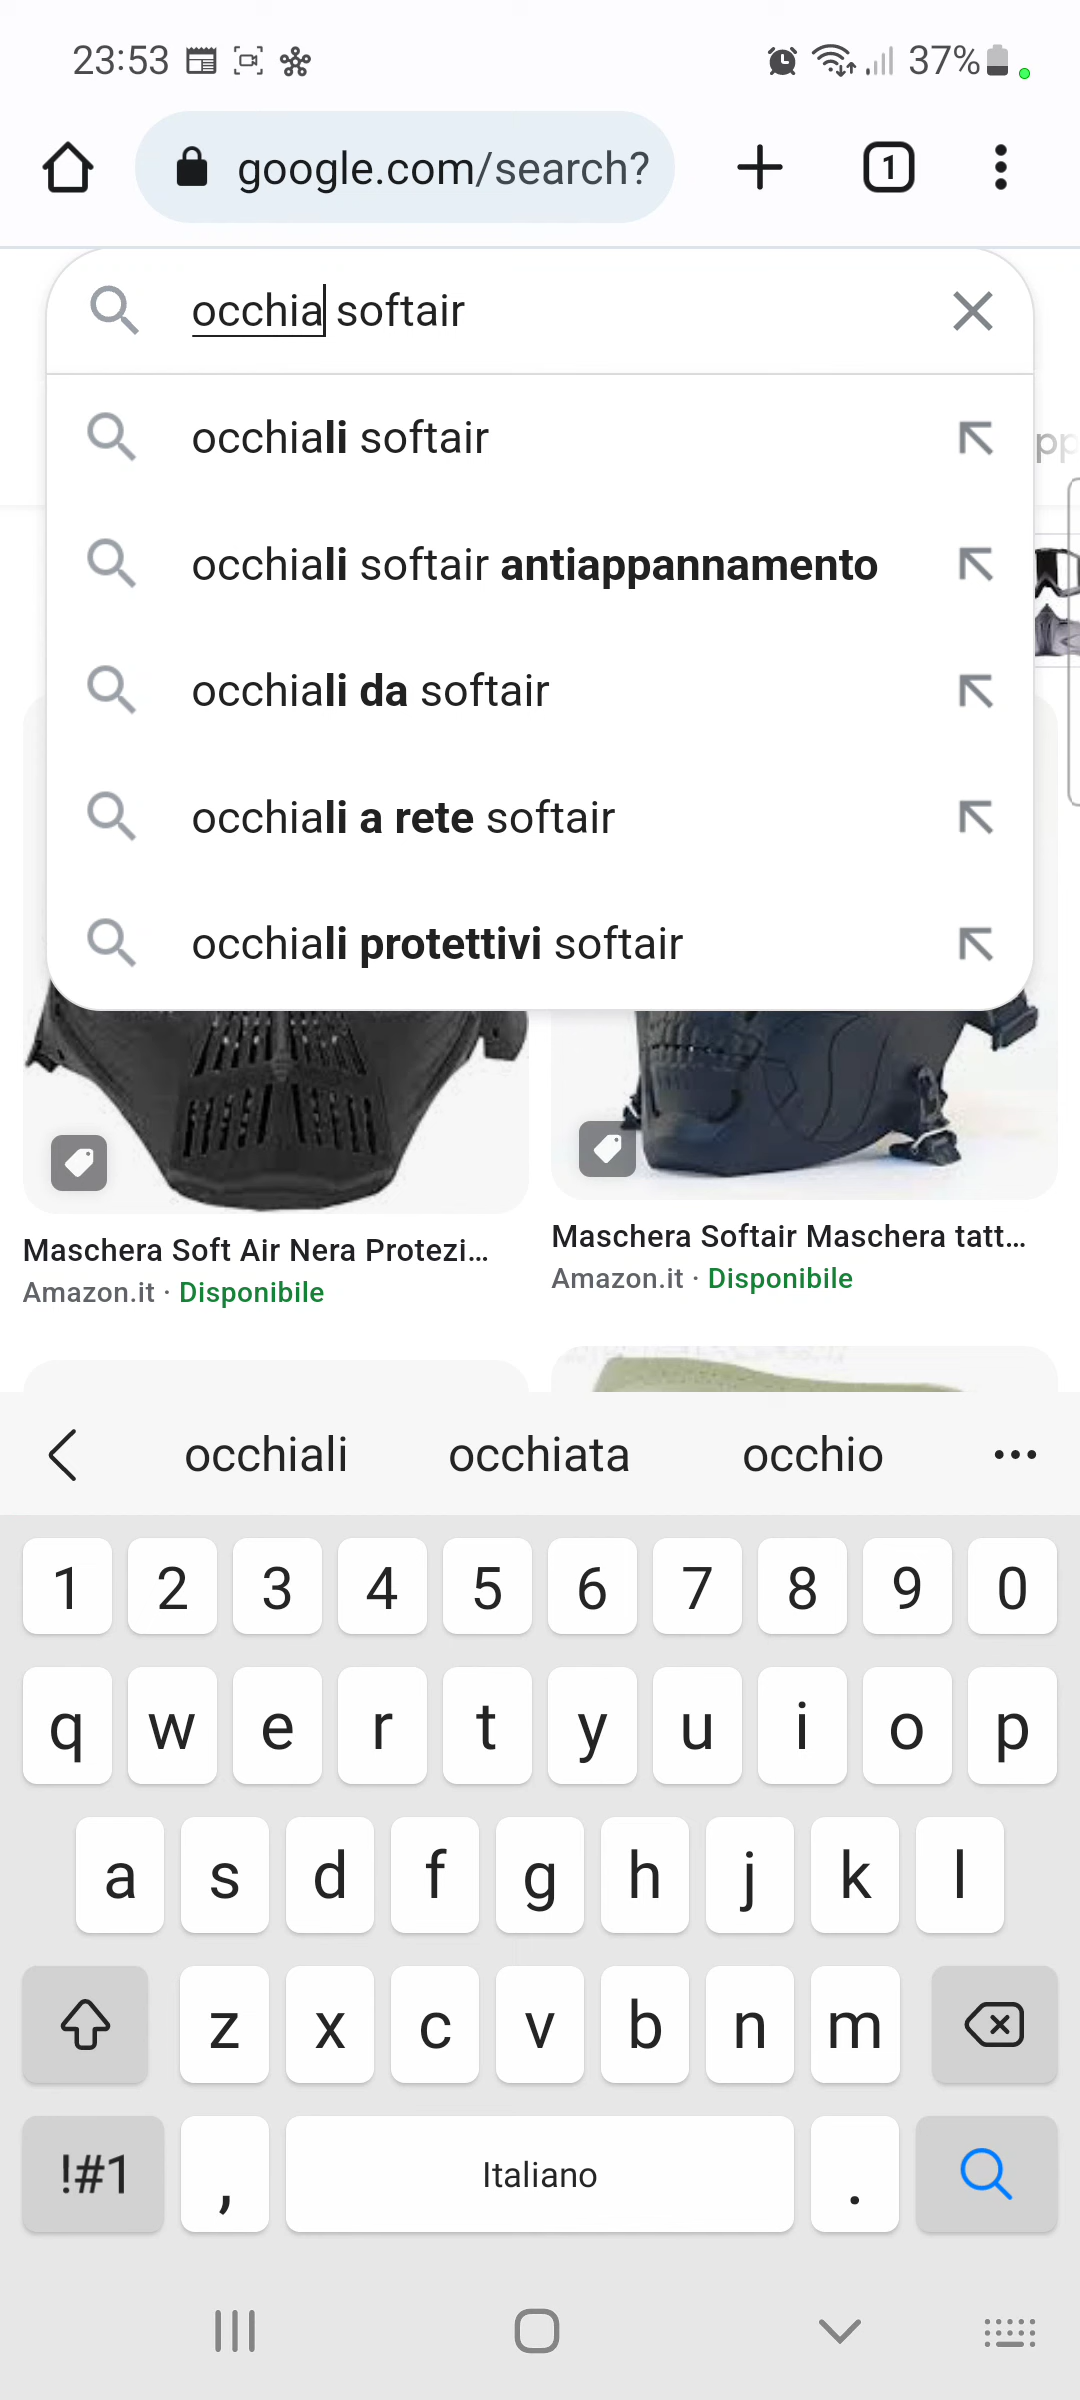 23:53
37%
google.com/search?
1
occhia softair
occhiali softair
pp
occhiali softair antiappannamento
occhiali da softair
occhiali a rete softair
occhiali protettivi softair
Maschera Soft Air Nera Protezi...
Amazon.it · Disponibile
Maschera Softair Maschera tatt...
Amazon.it · Disponibile
occhiali occhiata occhio
1 2 3 4 5 6 7 8 9 0
q w e r t y u i o p
a s d f g h j k l
z x c v b n m
!#1 , Italiano .